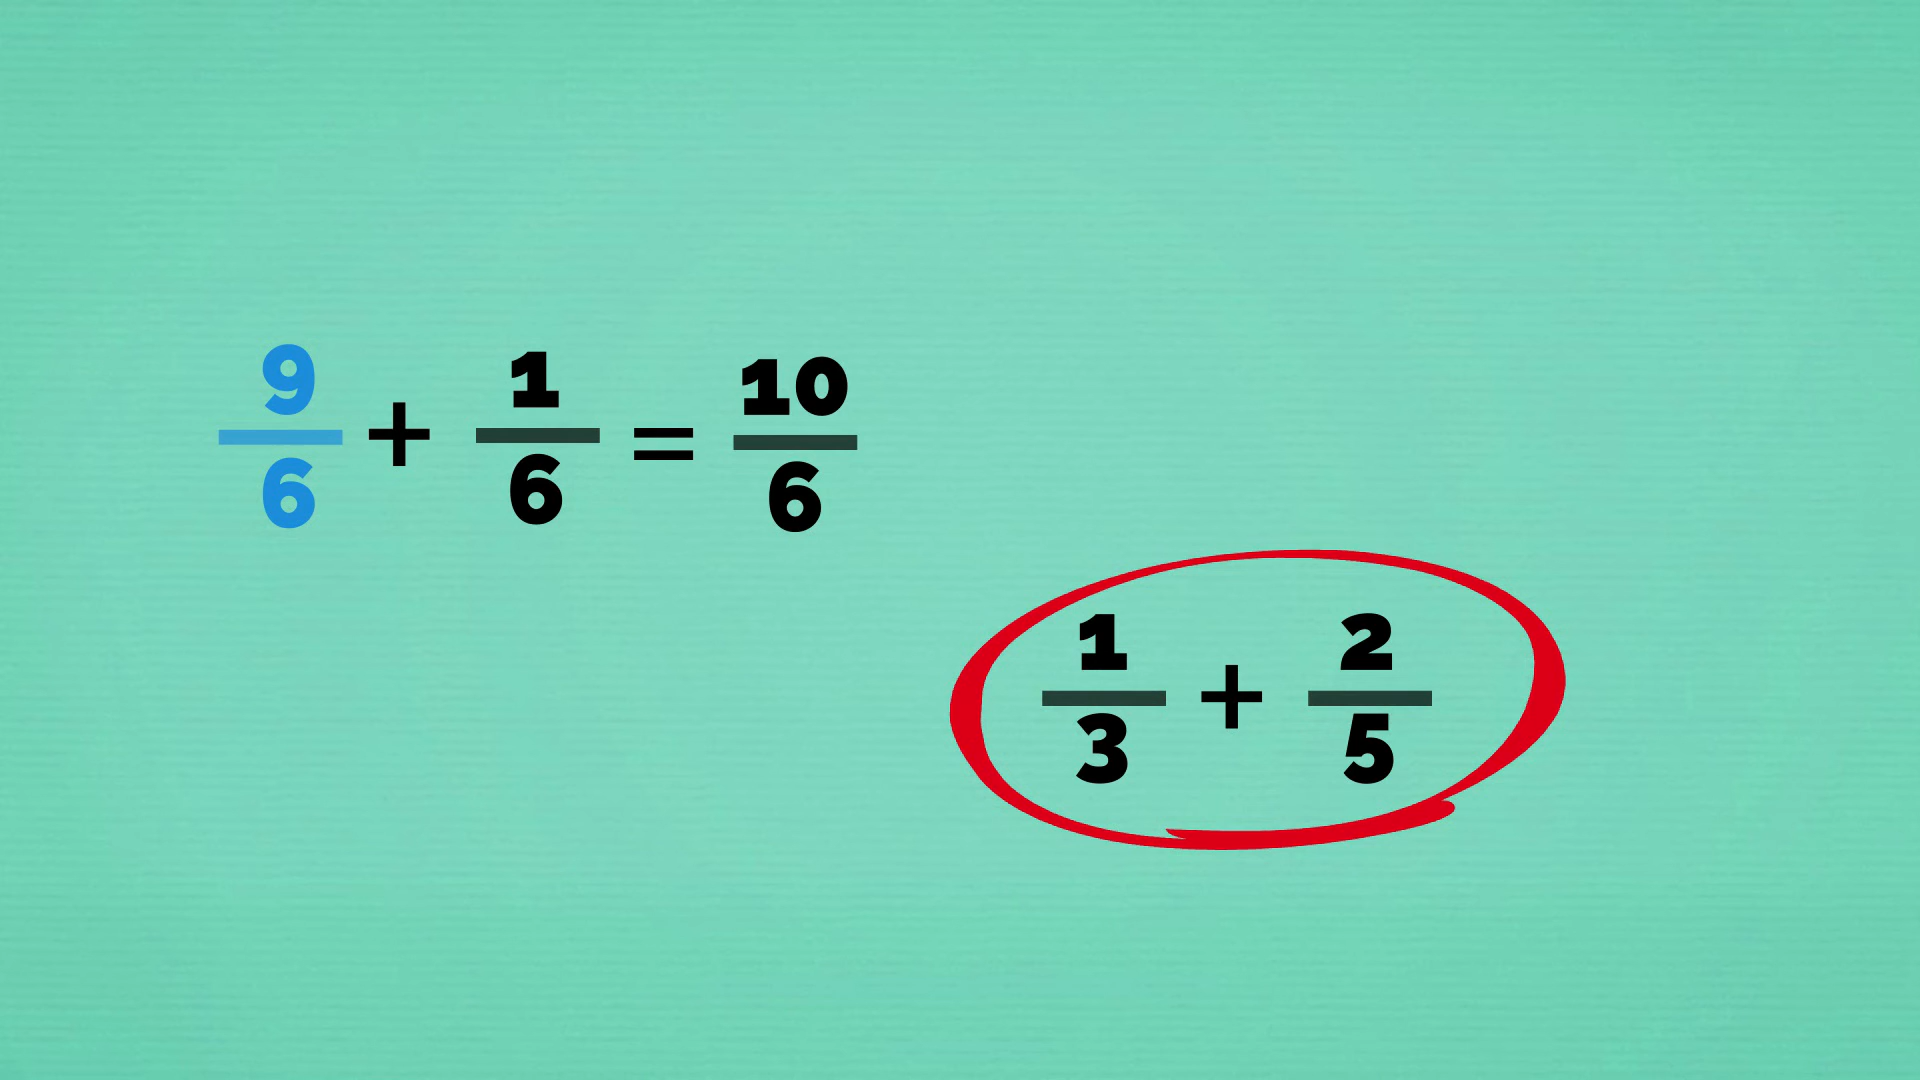 9/6 + 1/6 = 10/6
1/3 + 2/5